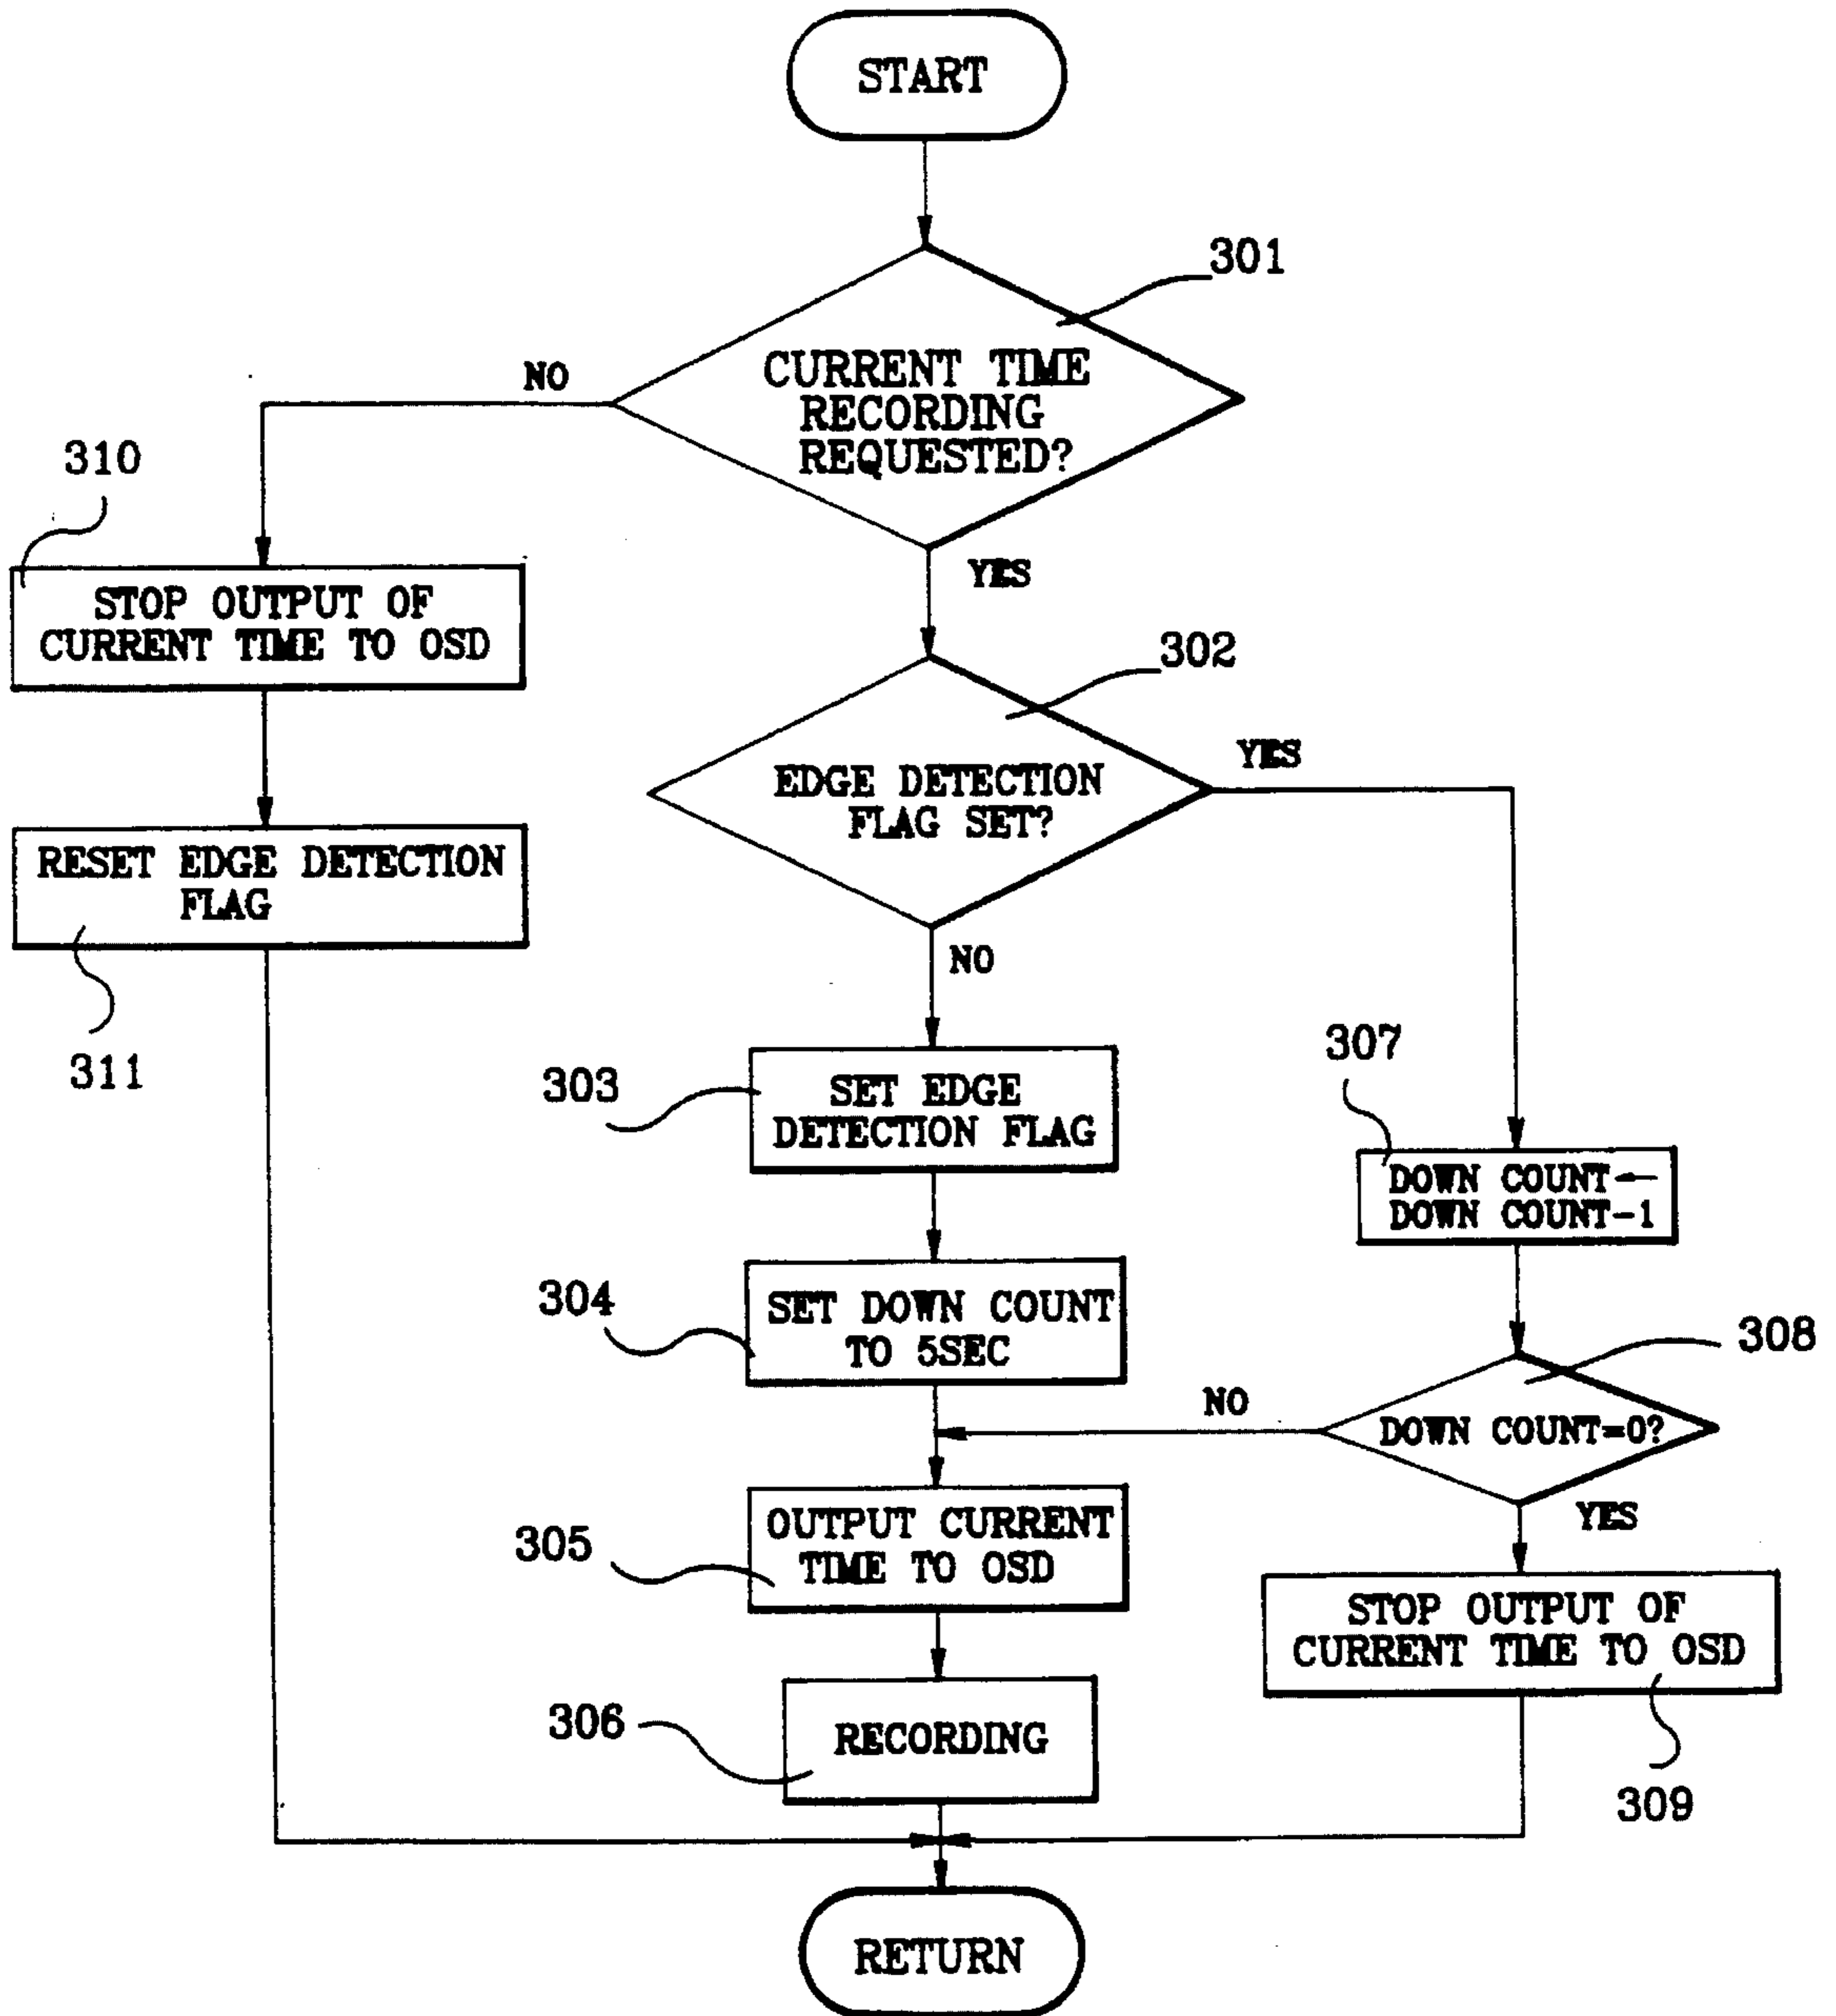 START
301
CURRENT TIME
RECORDING
REQUESTED?
NO
YES
310
STOP OUTPUT OF
CURRENT TIME TO OSD
302
EDGE DETECTION
FLAG SET?
YES
NO
RESET EDGE DETECTION
FLAG
311
303
SET EDGE
DETECTION FLAG
307
DOWN COUNT←
DOWN COUNT-1
304
SET DOWN COUNT
TO 5SEC
308
DOWN COUNT=0?
NO
YES
305
OUTPUT CURRENT
TIME TO OSD
STOP OUTPUT OF
CURRENT TIME TO OSD
309
306
RECORDING
RETURN